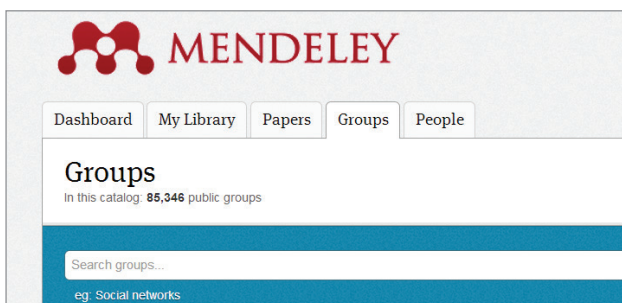 MENDELEY
Dashboard My Library Papers Groups People
Groups
In this catalog: 85,346 public groups
Search groups...
eg: Social networks